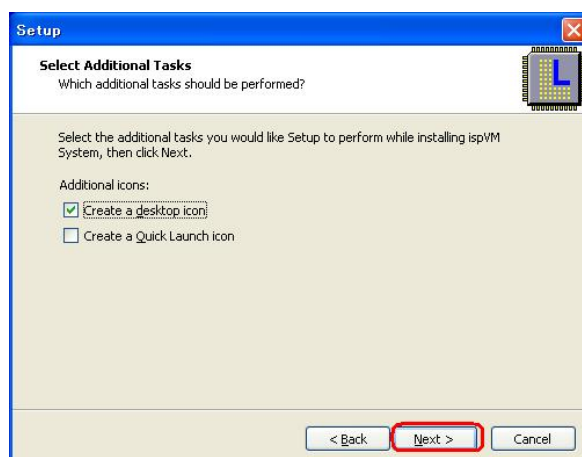 Setup
Select Additional Tasks
Which additional tasks should be performed?
L
Select the additional tasks you would like Setup to perform while installing ispVM
System, then click Next.
Additional icons:
Create a desktop icon
Create a Quick Launch icon
< Back
Next >
Cancel